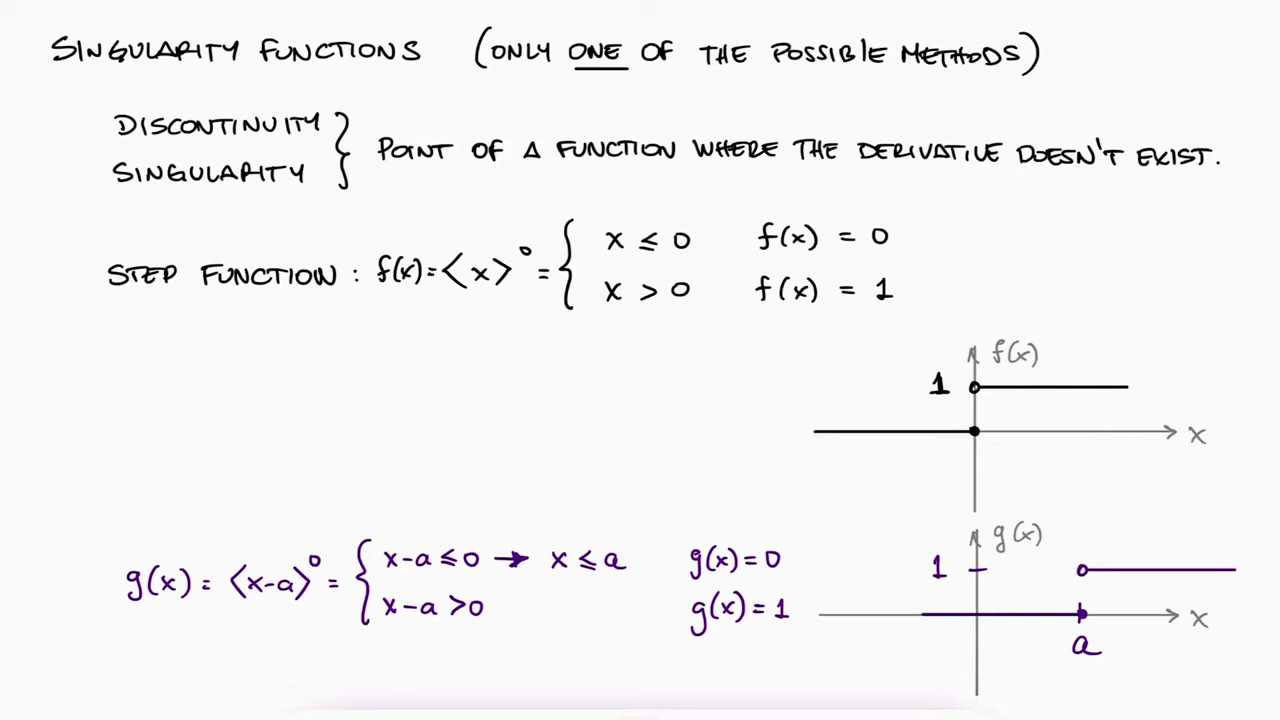 SINGULARITY FUNCTIONS (ONLY ONE OF THE POSSIBLE METHODS)
DISCONTINUITY
SINGULARITY
} POINT OF A FUNCTION WHERE THE DERIVATIVE DOESN'T EXIST.
STEP FUNCTION : f(x) = ⟨x⟩⁰ = { x ≤ 0 f(x) = 0
x > 0 f(x) = 1
f(x)
1
x
g(x) = ⟨x-a⟩⁰ = { x-a ≤ 0 → x ≤ a g(x) = 0
x-a > 0 g(x) = 1
g(x)
1
x
a